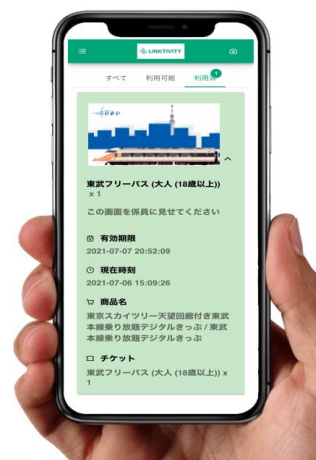 LINKTIVITY
すべて 利用可能 利用済 1
TOBU
東武フリーパス (大人 (18歳以上))
x 1
この画面を係員に見せてください
有効期限
2021-07-07 20:52:09
現在時刻
2021-07-06 15:09:26
商品名
東京スカイツリー天望回廊付き東武
本線乗り放題デジタルきっぷ / 東武
本線乗り放題デジタルきっぷ
チケット
東武フリーパス (大人 (18歳以上)) x
1